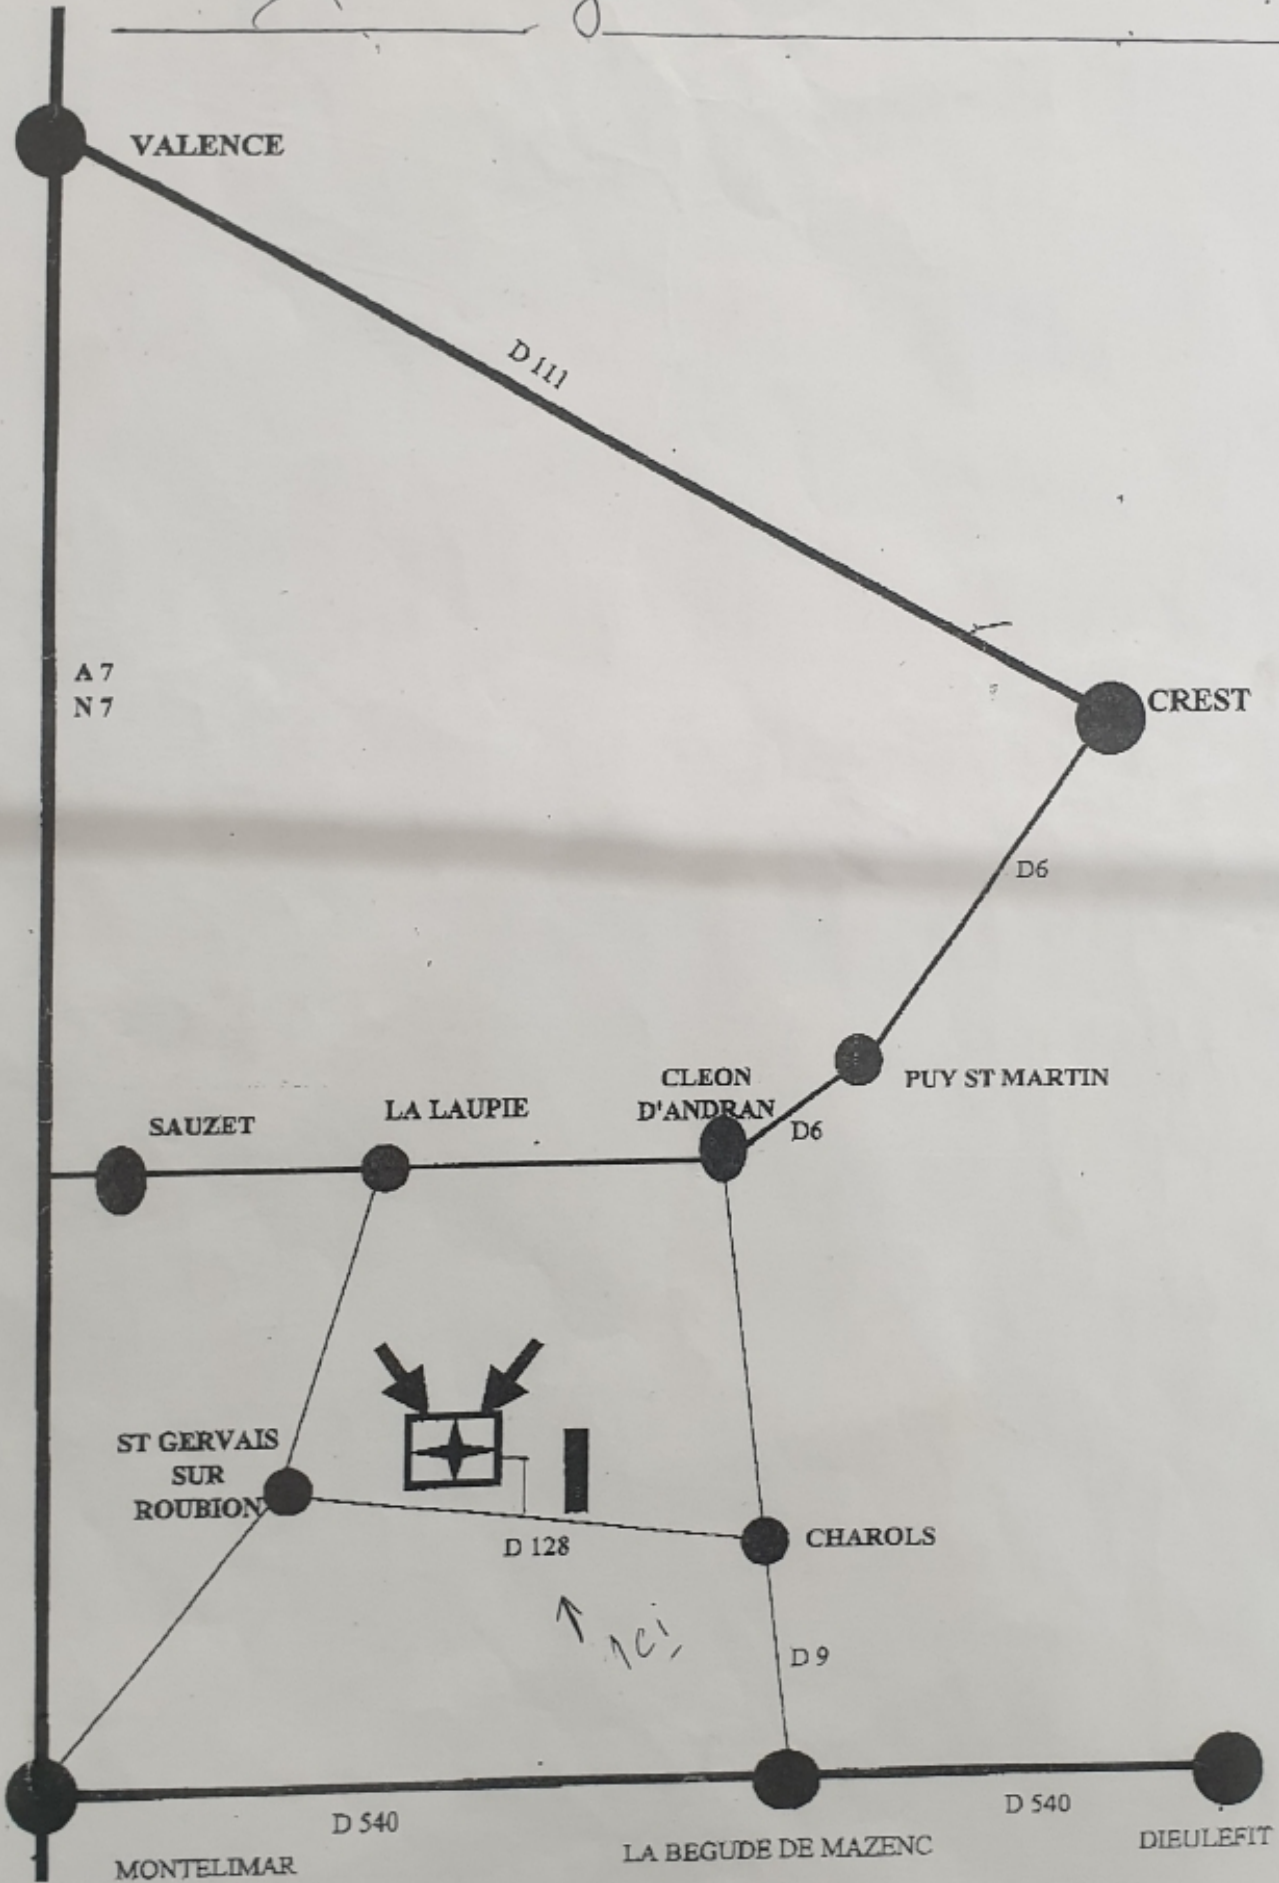 VALENCE
D 111
A 7
N 7
CREST
D6
PUY ST MARTIN
CLEON
D'ANDRAN
D6
LA LAUPIE
SAUZET
ST GERVAIS
SUR
ROUBION
D 128
CHAROLS
ici
D 9
D 540
D 540
MONTELIMAR
LA BEGUDE DE MAZENC
DIEULEFIT